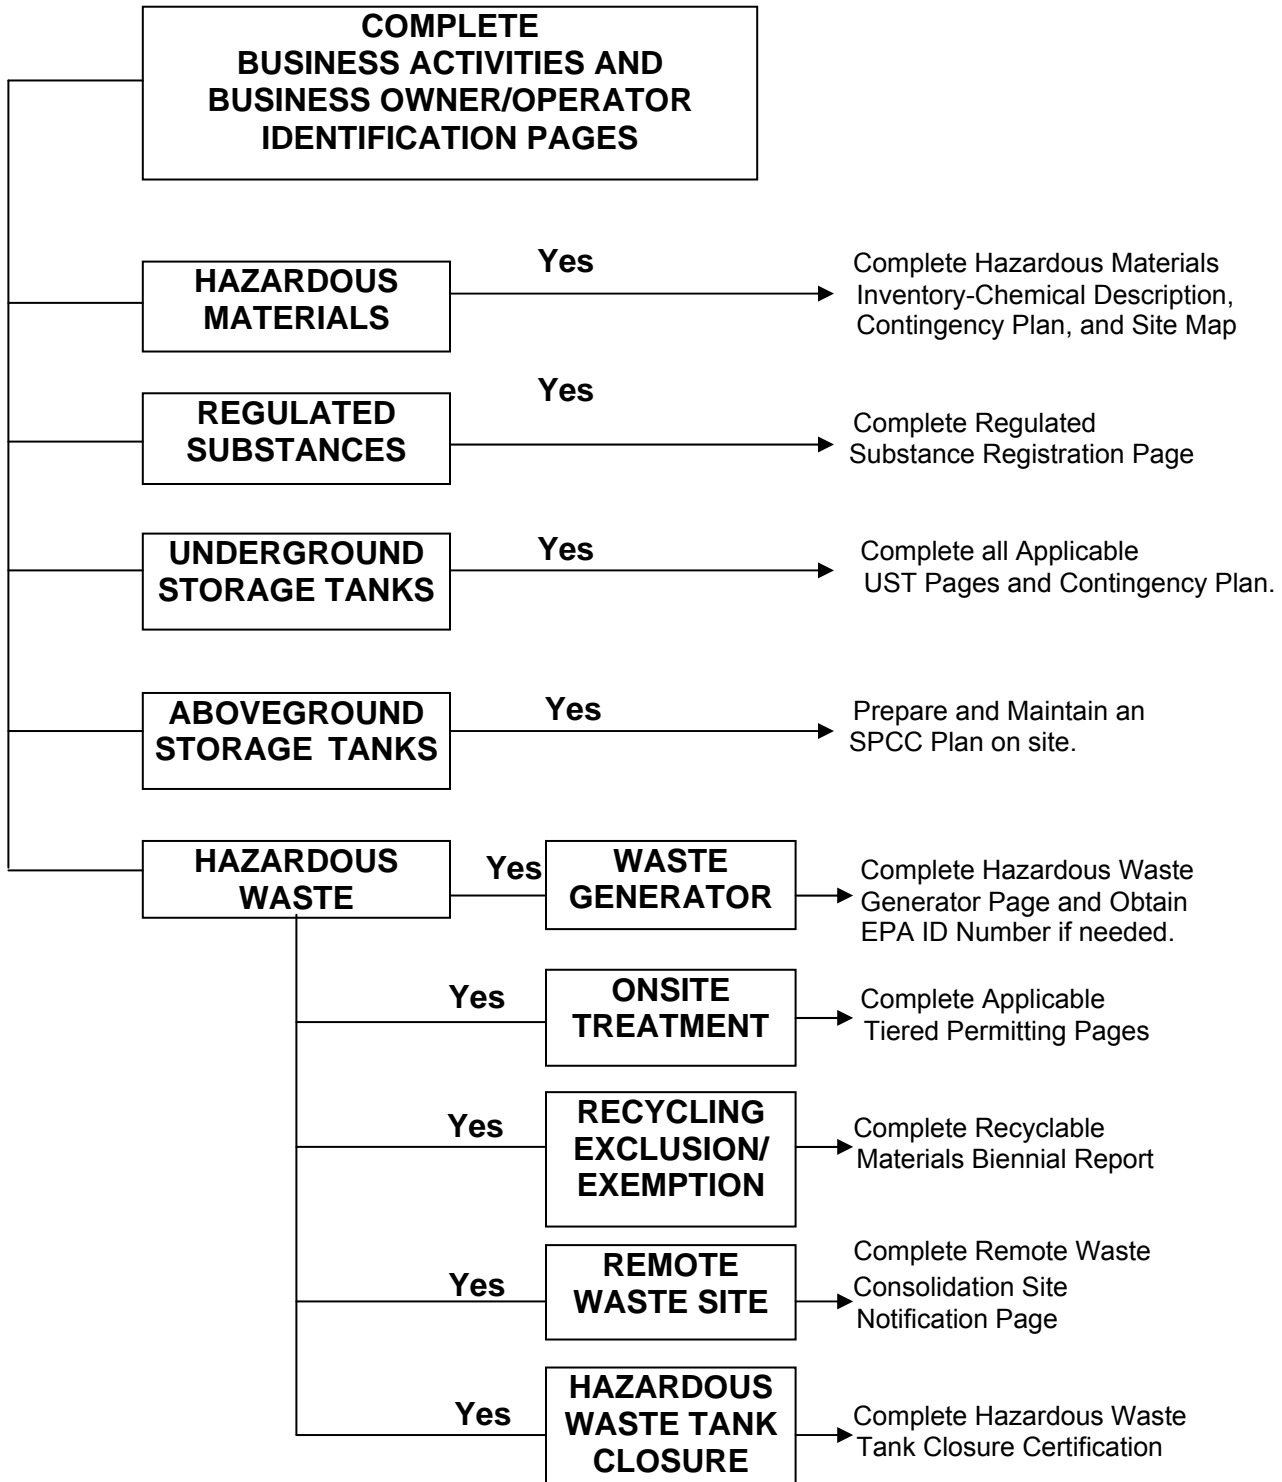 COMPLETE
BUSINESS ACTIVITIES AND
BUSINESS OWNER/OPERATOR
IDENTIFICATION PAGES
HAZARDOUS
MATERIALS
Yes
Complete Hazardous Materials
Inventory-Chemical Description,
Contingency Plan, and Site Map
REGULATED
SUBSTANCES
Yes
Complete Regulated
Substance Registration Page
UNDERGROUND
STORAGE TANKS
Yes
Complete all Applicable
UST Pages and Contingency Plan.
ABOVEGROUND
STORAGE TANKS
Yes
Prepare and Maintain an
SPCC Plan on site.
HAZARDOUS
WASTE
Yes
WASTE
GENERATOR
Complete Hazardous Waste
Generator Page and Obtain
EPA ID Number if needed.
Yes
ONSITE
TREATMENT
Complete Applicable
Tiered Permitting Pages
Yes
RECYCLING
EXCLUSION/
EXEMPTION
Complete Recyclable
Materials Biennial Report
Yes
REMOTE
WASTE SITE
Complete Remote Waste
Consolidation Site
Notification Page
Yes
HAZARDOUS
WASTE TANK
CLOSURE
Complete Hazardous Waste
Tank Closure Certification